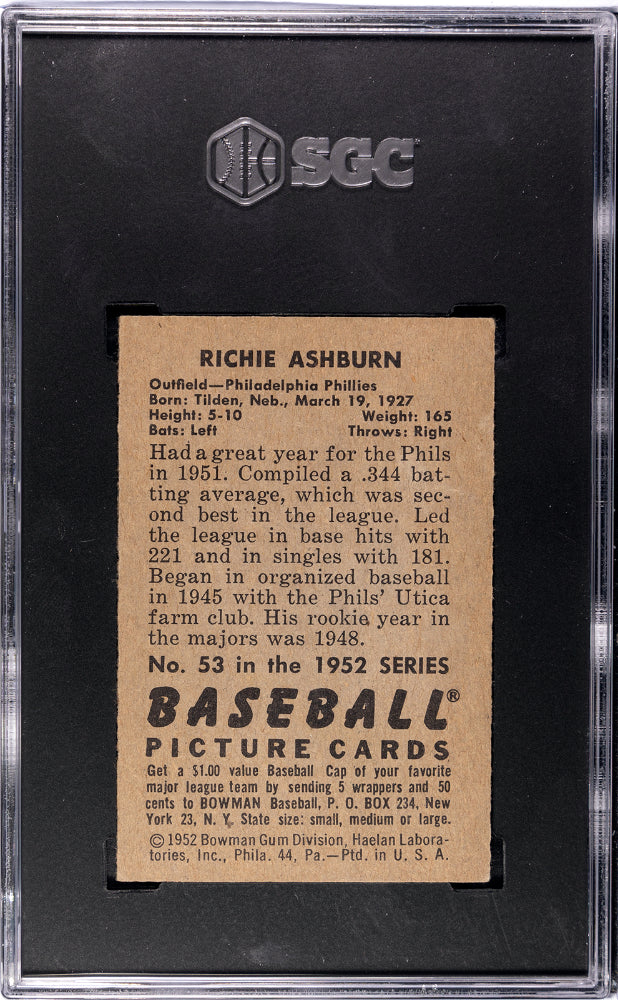 SGC
RICHIE ASHBURN
Outfield—Philadelphia Phillies
Born: Tilden, Neb., March 19, 1927
Height: 5-10 Weight: 165
Bats: Left Throws: Right
Had a great year for the Phils
in 1951. Compiled a .344 bat-
ting average, which was sec-
ond best in the league. Led
the league in base hits with
221 and in singles with 181.
Began in organized baseball
in 1945 with the Phils' Utica
farm club. His rookie year in
the majors was 1948.
No. 53 in the 1952 SERIES
BASEBALL®
PICTURE CARDS
Get a $1.00 value Baseball Cap of your favorite
major league team by sending 5 wrappers and 50
cents to BOWMAN Baseball, P. O. BOX 234, New
York 23, N. Y. State size: small, medium or large.
©1952 Bowman Gum Division, Haelan Labora-
tories, Inc., Phila. 44, Pa.—Ptd. in U. S. A.